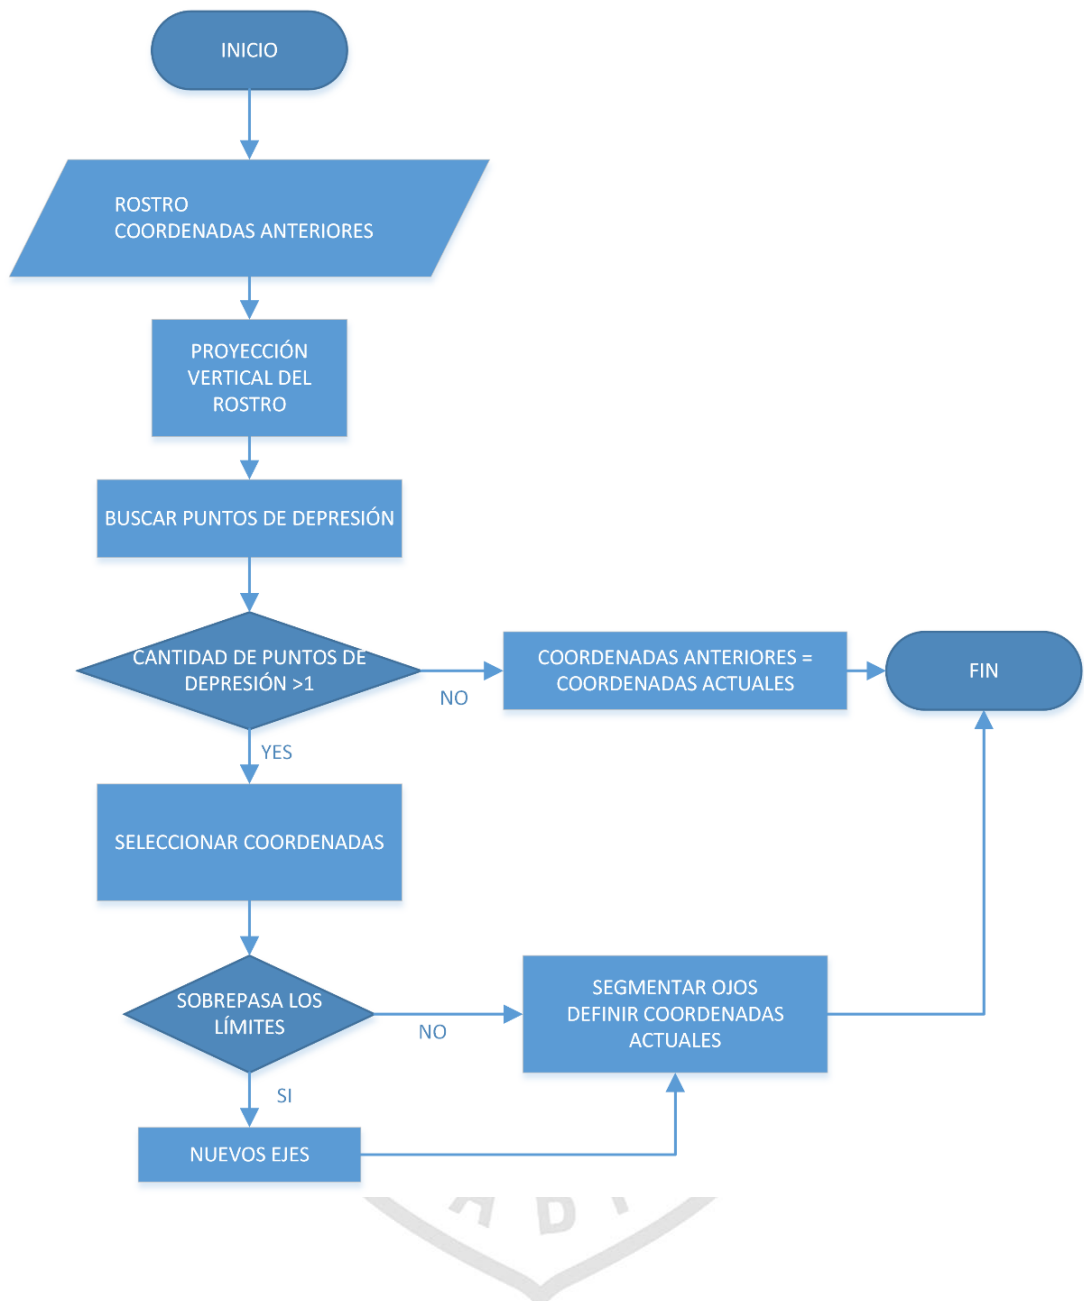 INICIO
ROSTRO
COORDENADAS ANTERIORES
PROYECCIÓN
VERTICAL DEL
ROSTRO
BUSCAR PUNTOS DE DEPRESIÓN
CANTIDAD DE PUNTOS DE
DEPRESIÓN >1
NO
COORDENADAS ANTERIORES =
COORDENADAS ACTUALES
FIN
YES
SELECCIONAR COORDENADAS
SOBREPASA LOS
LÍMITES
NO
SEGMENTAR OJOS
DEFINIR COORDENADAS
ACTUALES
SI
NUEVOS EJES